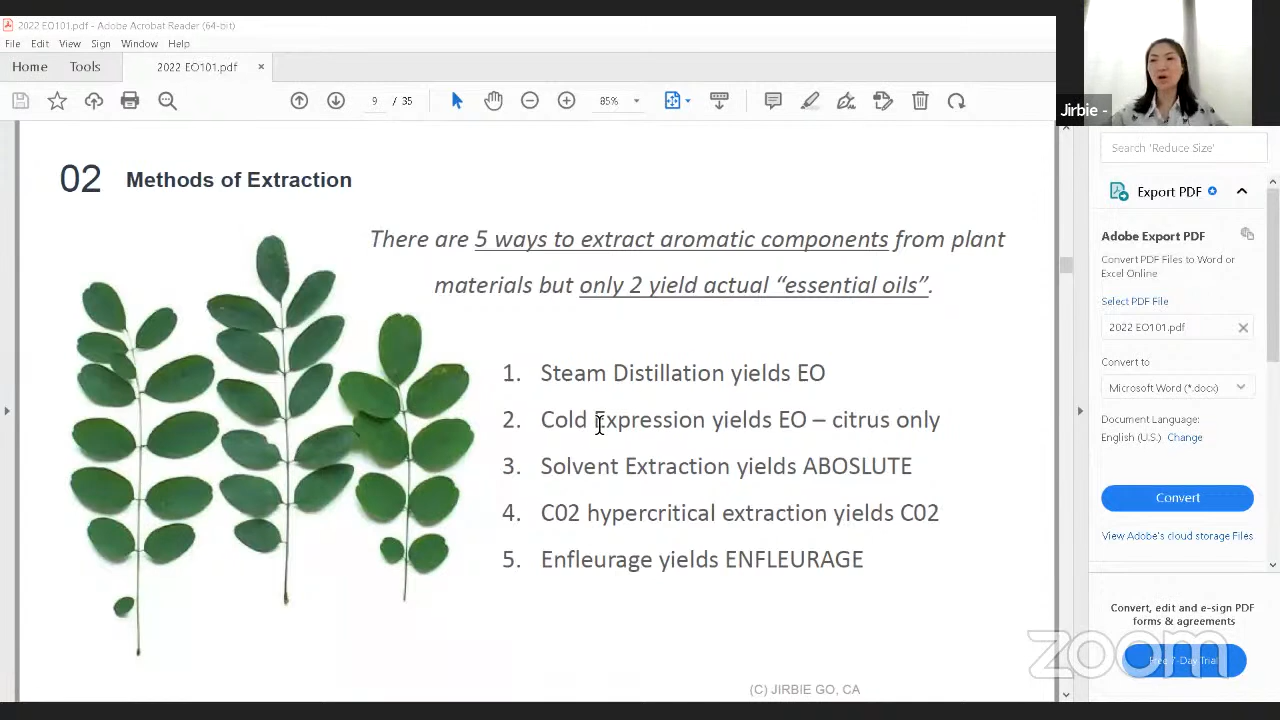 2022 EO101.pdf - Adobe Acrobat Reader (64-bit)
File Edit View Sign Window Help
Home Tools 2022 EO101.pdf ×
9 / 35 85%
Jirbie -
02 Methods of Extraction
There are 5 ways to extract aromatic components from plant
materials but only 2 yield actual “essential oils”.
1. Steam Distillation yields EO
2. Cold Expression yields EO – citrus only
3. Solvent Extraction yields ABOSLUTE
4. C02 hypercritical extraction yields C02
5. Enfleurage yields ENFLEURAGE
(C) JIRBIE GO, CA
Search 'Reduce Size'
Export PDF
Adobe Export PDF
Convert PDF Files to Word or
Excel Online
Select PDF File
2022 EO101.pdf
Convert to
Microsoft Word (*.docx)
Document Language:
English (U.S.) Change
Convert
View Adobe's cloud storage Files
Convert, edit and e-sign PDF
forms & agreements
Free 7-Day Trial
zoom